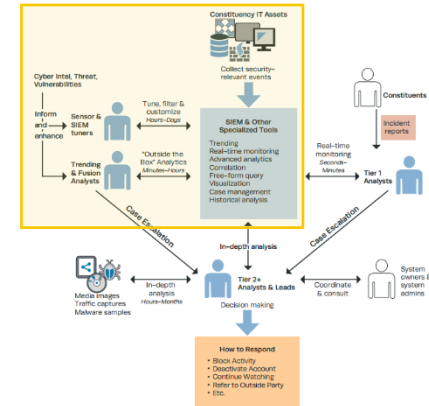 Constituency IT Assets
Collect security-
relevant events
Cyber Intel, Threat,
Vulnerabilities
Inform
and
enhance
Sensor &
SIEM
tuners
Tune, filter &
customize
Hours-Days
Trending
& Fusion
Analysts
"Outside
the
Box" Analytics
Minutes-Hours
SIEM & Other
Specialized Tools
Trending
Real-time monitoring
Advanced analytics
Correlation
Free-form query
Visualization
Case management
Historical analysis
Constituents
Incident
reports
Real-time
monitoring
Seconds-
Minutes
Tier 1
Analysts
Case Escalation
Case Escalation
In-depth analysis
Media images
Traffic captures
Malware samples
In-depth
analysis
Hours-Months
Tier 2+
Analysts & Leads
Decision making
Coordinate
& consult
System
owners &
system
admins
How to Respond
• Block Activity
• Deactivate Account
• Continue Watching
• Refer to Outside Party
• Etc.